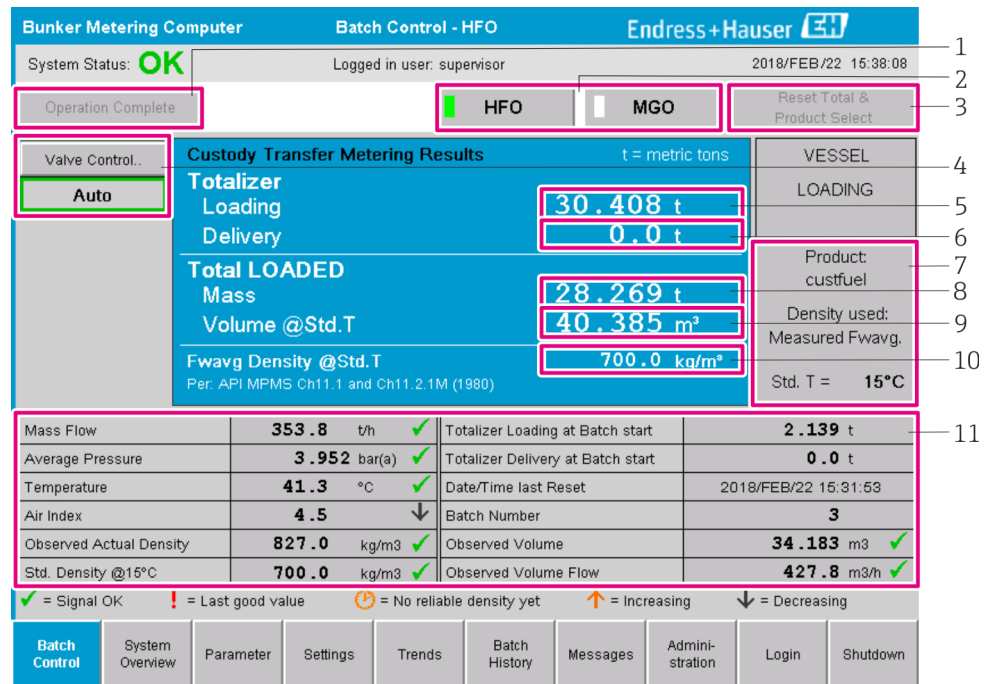 Bunker Metering Computer Batch Control - HFO Endress+Hauser EH
System Status: OK Logged in user: supervisor 2018/FEB/22 15:38:08
1
2
Operation Complete HFO MGO Reset Total &
Product Select
3
Valve Control..
Auto
4
Custody Transfer Metering Results t = metric tons
Totalizer
Loading 30.408 t
5
Delivery 0.0 t
6
Total LOADED
Mass 28.269 t
8
Volume @Std.T 40.385 m³
9
Fwavg Density @Std.T 700.0 kg/m³
10
Per: API MPMS Ch11.1 and Ch11.2.1M (1980)
VESSEL
LOADING
Product:
custfuel
7
Density used:
Measured Fwavg.
Std. T = 15°C
Mass Flow 353.8 t/h Totalizer Loading at Batch start 2.139 t
11
Average Pressure 3.952 bar(a) Totalizer Delivery at Batch start 0.0 t
Temperature 41.3 °C Date/Time last Reset 2018/FEB/22 15:31:53
Air Index 4.5 Batch Number 3
Observed Actual Density 827.0 kg/m3 Observed Volume 34.183 m3
Std. Density @15°C 700.0 kg/m3 Observed Volume Flow 427.8 m3/h
= Signal OK ! = Last good value = No reliable density yet = Increasing = Decreasing
Batch
Control
System
Overview
Parameter
Settings
Trends
Batch
History
Messages
Admini-
stration
Login
Shutdown